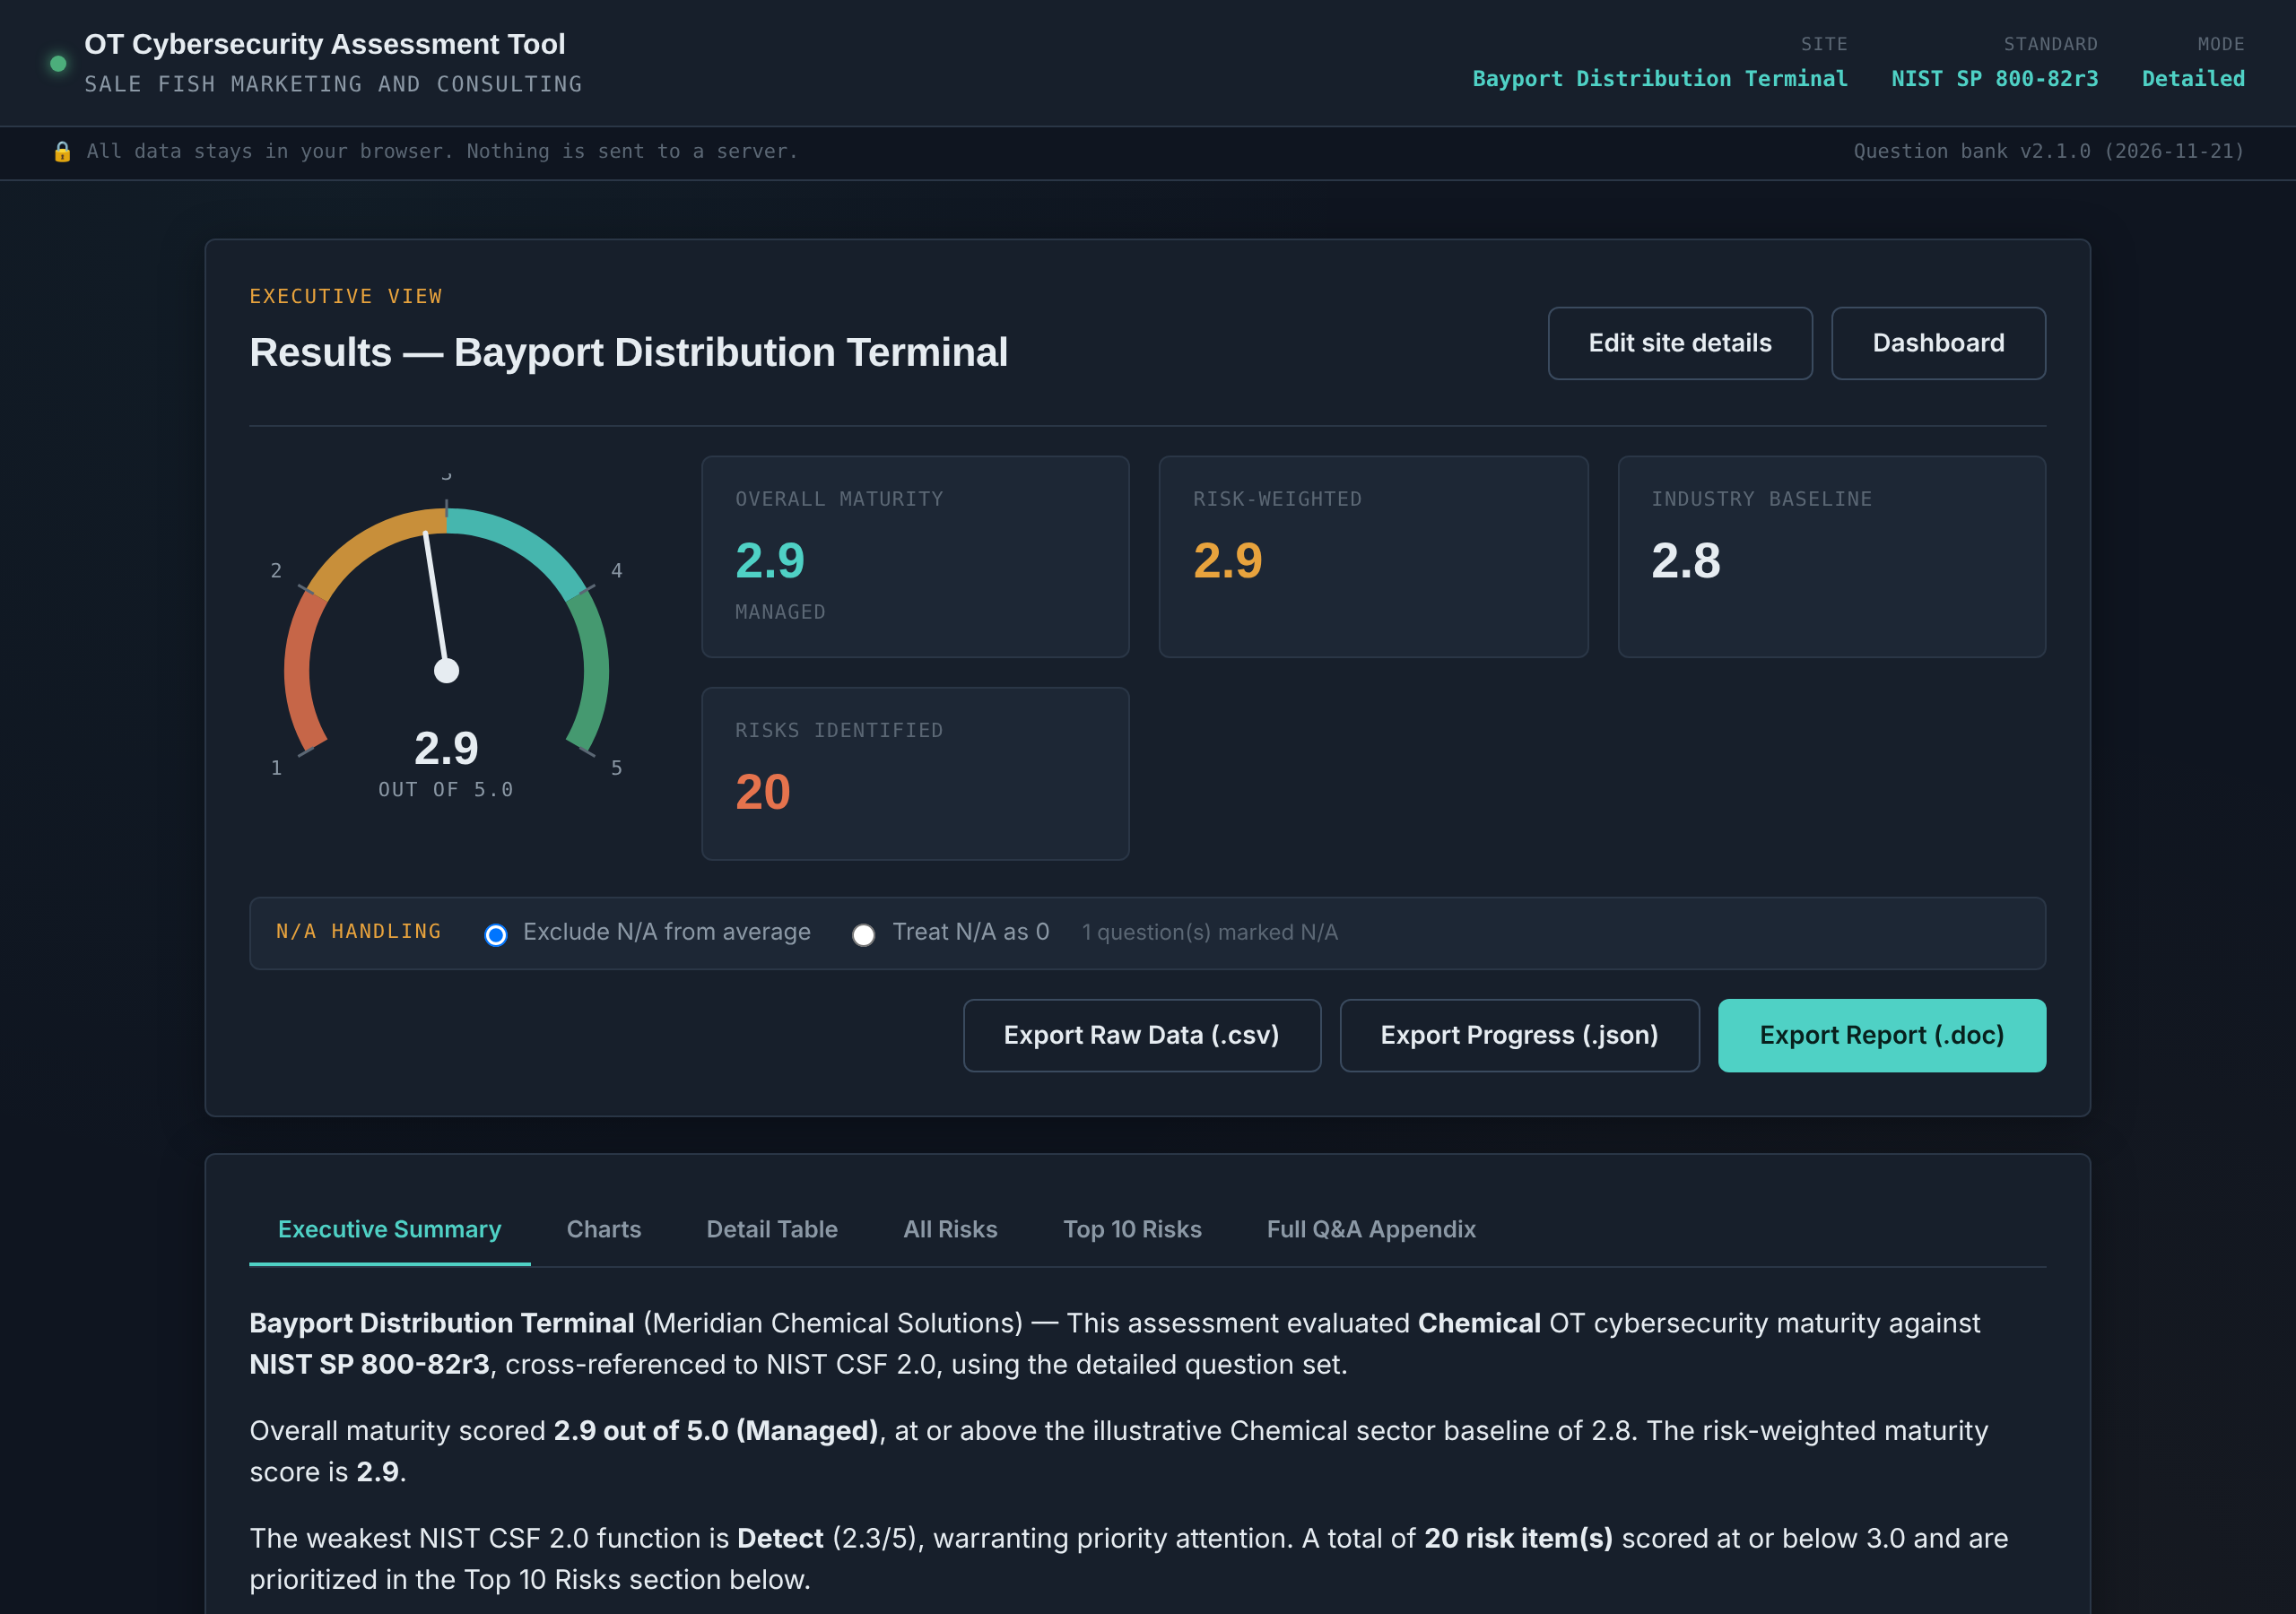 OT Cybersecurity Assessment Tool
SALE FISH MARKETING AND CONSULTING
SITE
Bayport Distribution Terminal
STANDARD
NIST SP 800-82r3
MODE
Detailed
🔒 All data stays in your browser. Nothing is sent to a server.
Question bank v2.1.0 (2026-11-21)
EXECUTIVE VIEW
Results — Bayport Distribution Terminal
Edit site details
Dashboard
1
2
4
5
2.9
OUT OF 5.0
OVERALL MATURITY
2.9
MANAGED
RISK-WEIGHTED
2.9
INDUSTRY BASELINE
2.8
RISKS IDENTIFIED
20
N/A HANDLING
Exclude N/A from average
Treat N/A as 0
1 question(s) marked N/A
Export Raw Data (.csv)
Export Progress (.json)
Export Report (.doc)
Executive Summary
Charts
Detail Table
All Risks
Top 10 Risks
Full Q&A Appendix
Bayport Distribution Terminal (Meridian Chemical Solutions) — This assessment evaluated Chemical OT cybersecurity maturity against
NIST SP 800-82r3, cross-referenced to NIST CSF 2.0, using the detailed question set.
Overall maturity scored 2.9 out of 5.0 (Managed), at or above the illustrative Chemical sector baseline of 2.8. The risk-weighted maturity
score is 2.9.
The weakest NIST CSF 2.0 function is Detect (2.3/5), warranting priority attention. A total of 20 risk item(s) scored at or below 3.0 and are
prioritized in the Top 10 Risks section below.